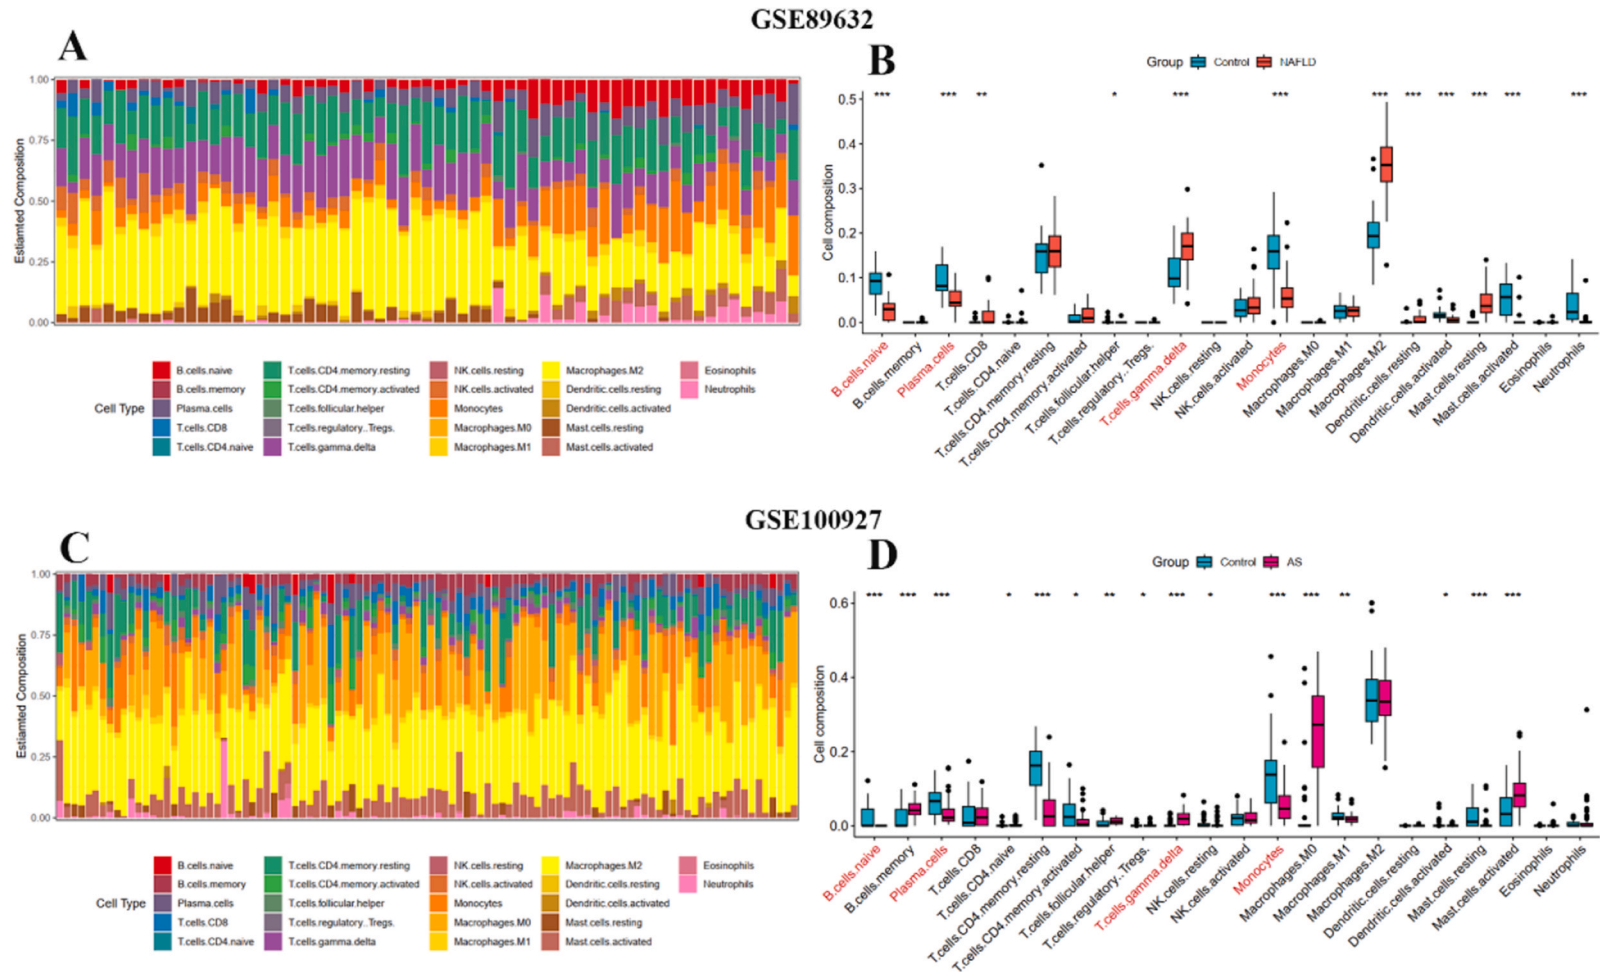 GSE89632
A
Estiamted Composition
1.00
0.75
0.50
0.25
0.00
Cell Type
B.cells.naive
B.cells.memory
Plasma.cells
T.cells.CD8
T.cells.CD4.naive
T.cells.CD4.memory.resting
T.cells.CD4.memory.activated
T.cells.follicular.helper
T.cells.regulatory..Tregs.
T.cells.gamma.delta
NK.cells.resting
NK.cells.activated
Monocytes
Macrophages.M0
Macrophages.M1
Macrophages.M2
Dendritic.cells.resting
Dendritic.cells.activated
Mast.cells.resting
Mast.cells.activated
Eosinophils
Neutrophils
B
Group Control NAFLD
*** *** ** * *** *** *** *** *** *** *** ***
Cell composition
0.5
0.4
0.3
0.2
0.1
0.0
B.cells.naive
B.cells.memory
Plasma.cells
T.cells.CD8
T.cells.CD4.naive
T.cells.CD4.memory.resting
T.cells.CD4.memory.activated
T.cells.follicular.helper
T.cells.regulatory..Tregs.
T.cells.gamma.delta
NK.cells.resting
NK.cells.activated
Monocytes
Macrophages.M0
Macrophages.M1
Macrophages.M2
Dendritic.cells.resting
Dendritic.cells.activated
Mast.cells.resting
Mast.cells.activated
Eosinophils
Neutrophils
GSE100927
C
Estiamted Composition
1.00
0.75
0.50
0.25
0.00
Cell Type
B.cells.naive
B.cells.memory
Plasma.cells
T.cells.CD8
T.cells.CD4.naive
T.cells.CD4.memory.resting
T.cells.CD4.memory.activated
T.cells.follicular.helper
T.cells.regulatory..Tregs.
T.cells.gamma.delta
NK.cells.resting
NK.cells.activated
Monocytes
Macrophages.M0
Macrophages.M1
Macrophages.M2
Dendritic.cells.resting
Dendritic.cells.activated
Mast.cells.resting
Mast.cells.activated
Eosinophils
Neutrophils
D
Group Control AS
*** *** *** * *** * ** * *** * *** *** ** * *** ***
Cell composition
0.6
0.4
0.2
0.0
B.cells.naive
B.cells.memory
Plasma.cells
T.cells.CD8
T.cells.CD4.naive
T.cells.CD4.memory.resting
T.cells.CD4.memory.activated
T.cells.follicular.helper
T.cells.regulatory..Tregs.
T.cells.gamma.delta
NK.cells.resting
NK.cells.activated
Monocytes
Macrophages.M0
Macrophages.M1
Macrophages.M2
Dendritic.cells.resting
Dendritic.cells.activated
Mast.cells.resting
Mast.cells.activated
Eosinophils
Neutrophils